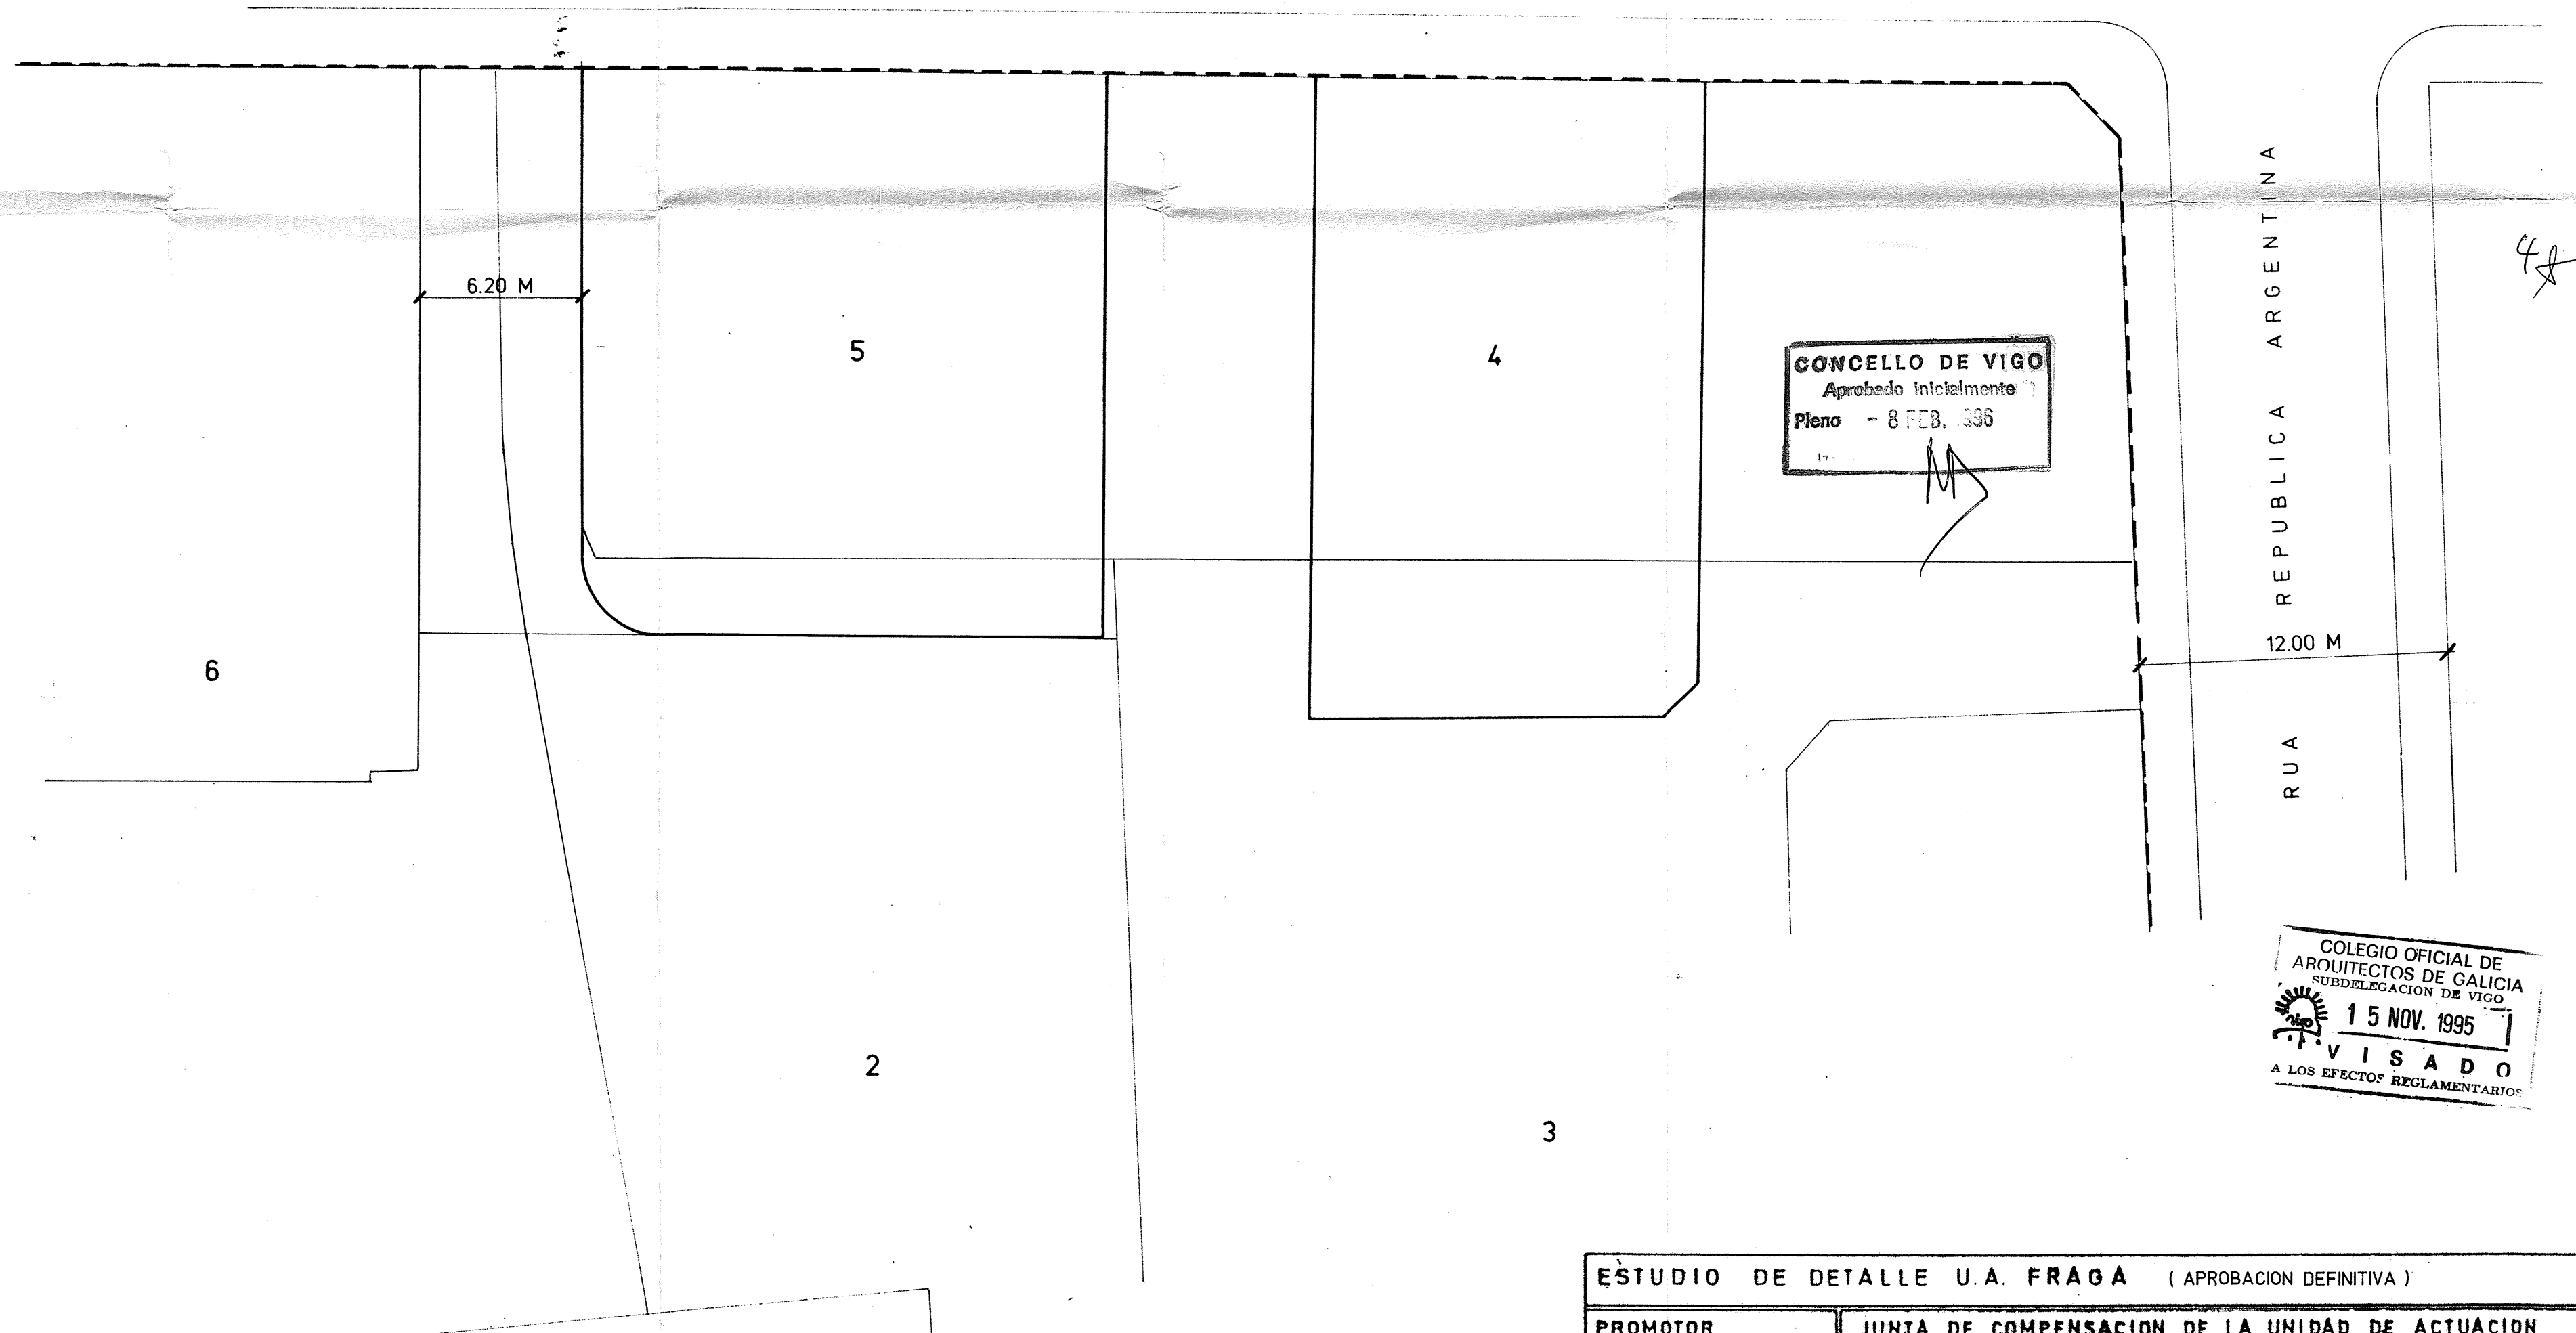 6.20 M
5
4
CONCELLO DE VIGO
Aprobado inicialmente
Pleno - 8 FEB.
RUA REPUBLICA ARGENTINA
12.00 M
6
COLEGIO OFICIAL DE
ARQUITECTOS DE GALICIA
SUBDELEGACION DE VIGO
vigo
15 NOV. 1995
VISADO
A LOS EFECTOS REGLAMENTARIOS
2
3
ESTUDIO DE DETALLE U.A. FRAGA (APROBACION DEFINITIVA)
PROMOTOR
JUNTA DE COMPENSACION DE LA UNIDAD DE ACTUACION